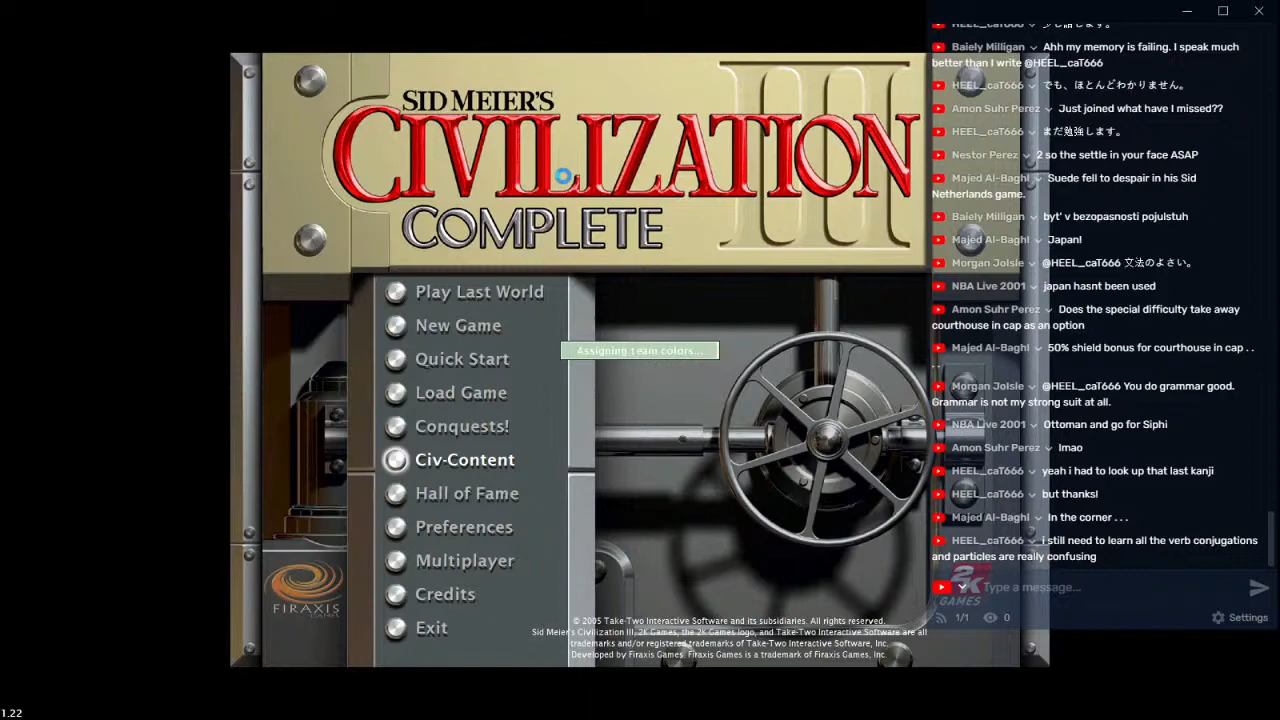 SID MEIER'S
CIVILIZATION III
COMPLETE
Play Last World
New Game
Quick Start
Load Game
Conquests!
Civ-Content
Hall of Fame
Preferences
Multiplayer
Credits
Exit
Assigning team colors...
FIRAXIS
GAMES
© 2005 Take-Two Interactive Software and its subsidiaries. All rights reserved.
Sid Meier's Civilization III, 2K Games, the 2K Games logo, and Take-Two Interactive Software are all
trademarks and/or registered trademarks of Take-Two Interactive Software, Inc.
Developed by Firaxis Games. Firaxis Games is a trademark of Firaxis Games, Inc.
1.22
HEEL_caT666 少し話します。
Baiely Milligan Ahh my memory is failing. I speak much
better than I write @HEEL_caT666
HEEL_caT666 でも、ほとんどわかりません。
Amon Suhr Perez Just joined what have I missed??
HEEL_caT666 まだ勉強します。
Nestor Perez 2 so the settle in your face ASAP
Majed Al-Baghl Suede fell to despair in his Sid
Netherlands game.
Baiely Milligan byt' v bezopasnosti pojulstuh
Majed Al-Baghl Japan!
Morgan Jolsle @HEEL_caT666 文法のよさい。
NBA Live 2001 japan hasnt been used
Amon Suhr Perez Does the special difficulty take away
courthouse in cap as an option
Majed Al-Baghl 50% shield bonus for courthouse in cap . .
..
Morgan Jolsle @HEEL_caT666 You do grammar good.
Grammar is not my strong suit at all.
NBA Live 2001 Ottoman and go for Siphi
Amon Suhr Perez lmao
HEEL_caT666 yeah i had to look up that last kanji
HEEL_caT666 but thanks!
Majed Al-Baghl In the corner . . .
HEEL_caT666 i still need to learn all the verb conjugations
and particles are really confusing
2K
GAMES
Type a message...
1/1 0 Settings